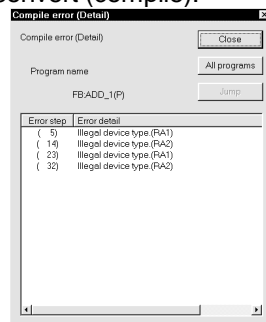 convert (compile).
Compile error (Detail)
Compile error (Detail)
Close
Program name
All programs
FB:ADD_1(P)
Jump
Error step Error detail
( 5) Illegal device type.(RA1)
( 14) Illegal device type.(RA2)
( 23) Illegal device type.(RA1)
( 32) Illegal device type.(RA2)